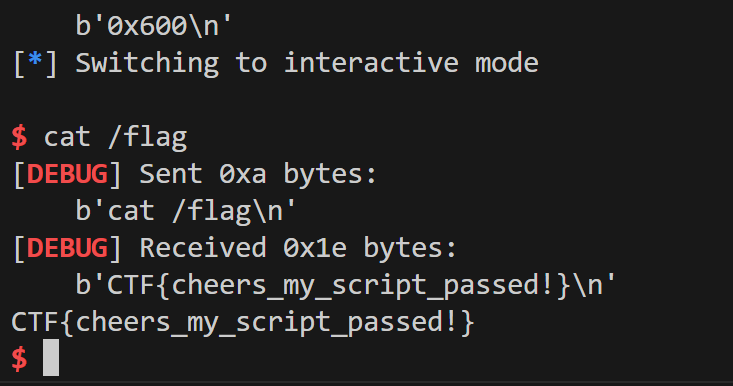 b'0x600\n'
[*] Switching to interactive mode
$ cat /flag
[DEBUG] Sent 0xa bytes:
b'cat /flag\n'
[DEBUG] Received 0x1e bytes:
b'CTF{cheers_my_script_passed!}\n'
CTF{cheers_my_script_passed!}
$